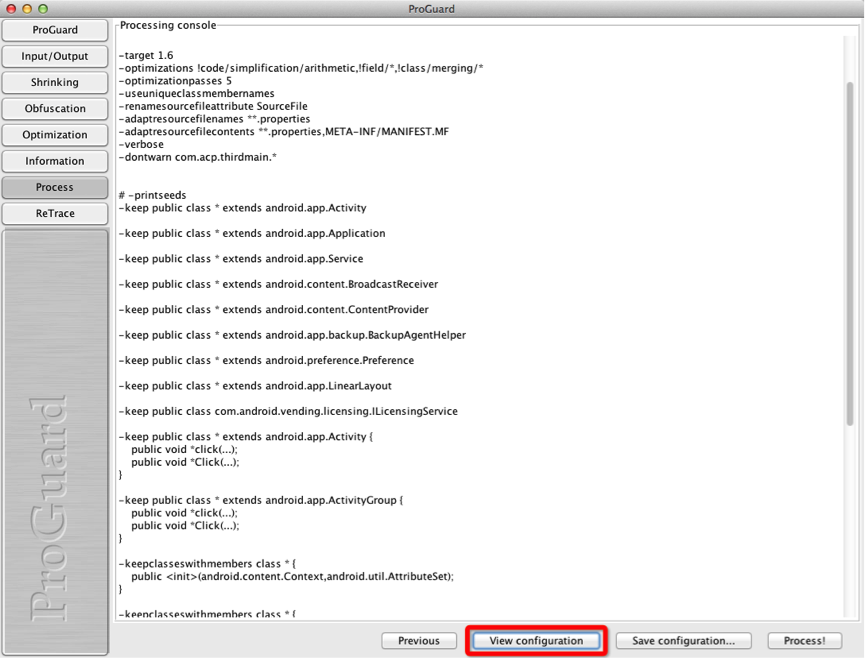 ProGuard
ProGuard
Input/Output
Shrinking
Obfuscation
Optimization
Information
Process
ReTrace
ProGuard
Processing console
-target 1.6
-optimizations !code/simplification/arithmetic,!field/*,!class/merging/*
-optimizationpasses 5
-useuniqueclassmembernames
-renamesourcefileattribute SourceFile
-adaptresourcefilenames **.properties
-adaptresourcefilecontents **.properties,META-INF/MANIFEST.MF
-verbose
-dontwarn com.acp.thirdmain.*
# -printseeds
-keep public class * extends android.app.Activity
-keep public class * extends android.app.Application
-keep public class * extends android.app.Service
-keep public class * extends android.content.BroadcastReceiver
-keep public class * extends android.content.ContentProvider
-keep public class * extends android.app.backup.BackupAgentHelper
-keep public class * extends android.preference.Preference
-keep public class * extends android.app.LinearLayout
-keep public class com.android.vending.licensing.ILicensingService
-keep public class * extends android.app.Activity {
public void *click(...);
public void *Click(...);
}
-keep public class * extends android.app.ActivityGroup {
public void *click(...);
public void *Click(...);
}
-keepclasseswithmembers class * {
public <init>(android.content.Context,android.util.AttributeSet);
}
-keepclasseswithmembers class * {
Previous
View configuration
Save configuration...
Process!